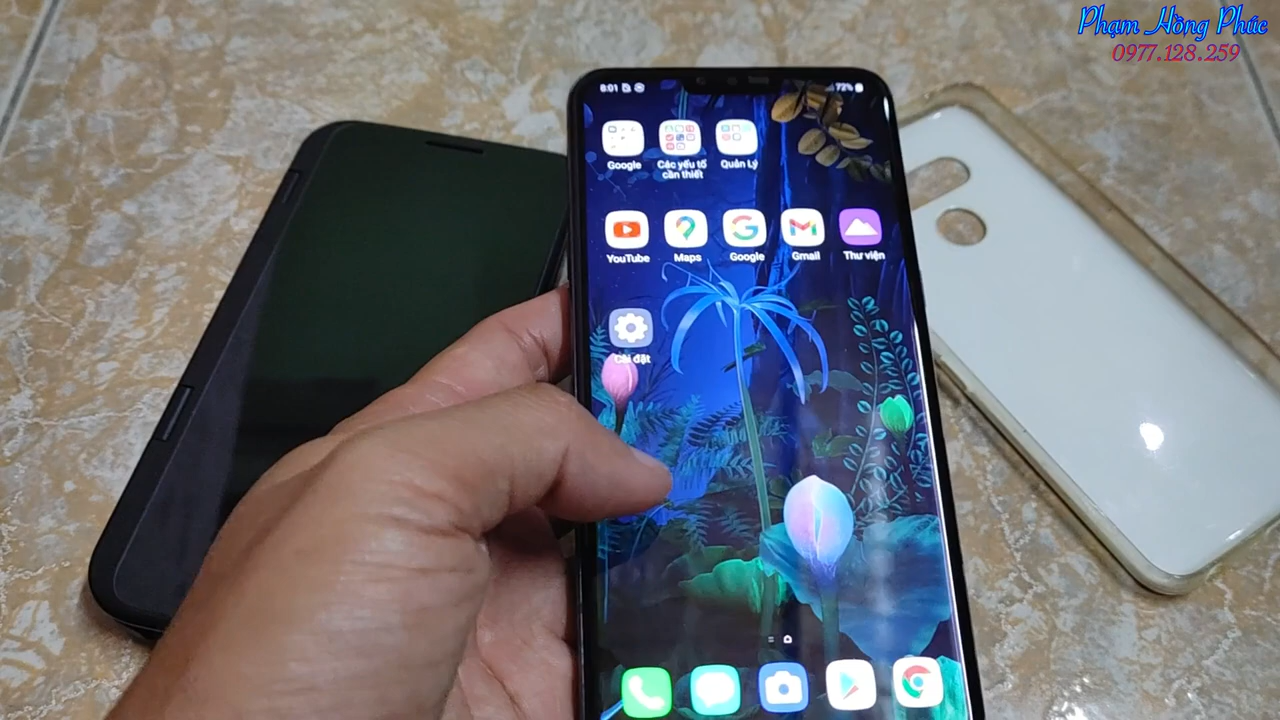 Phạm Hồng Phúc
0977.128.259
8:01
72%
Google
Các yếu tố cần thiết
Quản Lý
YouTube
Maps
Google
Gmail
Thư viện
Cài đặt